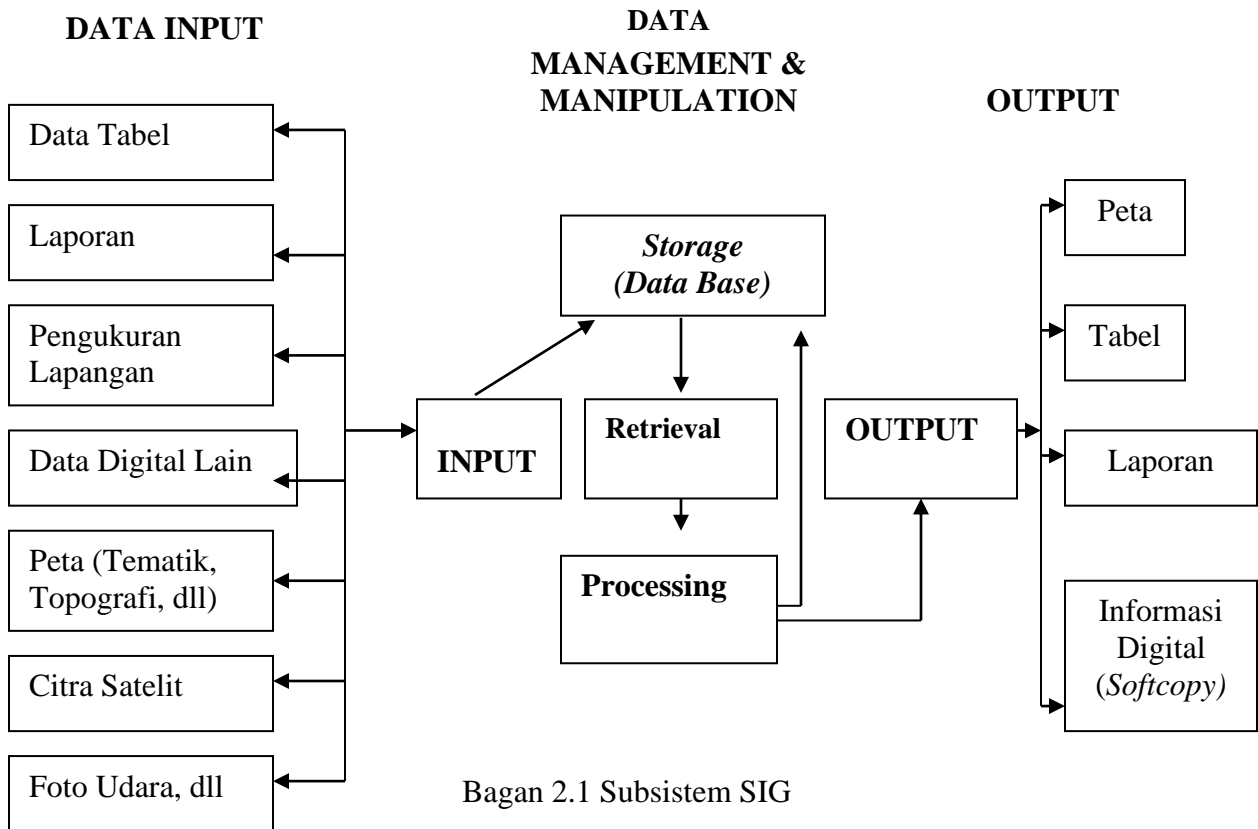 DATA INPUT
DATA
MANAGEMENT &
MANIPULATION
OUTPUT
Data Tabel
Laporan
Pengukuran
Lapangan
Data Digital Lain
Peta (Tematik,
Topografi, dll)
Citra Satelit
Foto Udara, dll
INPUT
Storage
(Data Base)
Retrieval
Processing
OUTPUT
Peta
Tabel
Laporan
Informasi
Digital
(Softcopy)
Bagan 2.1 Subsistem SIG